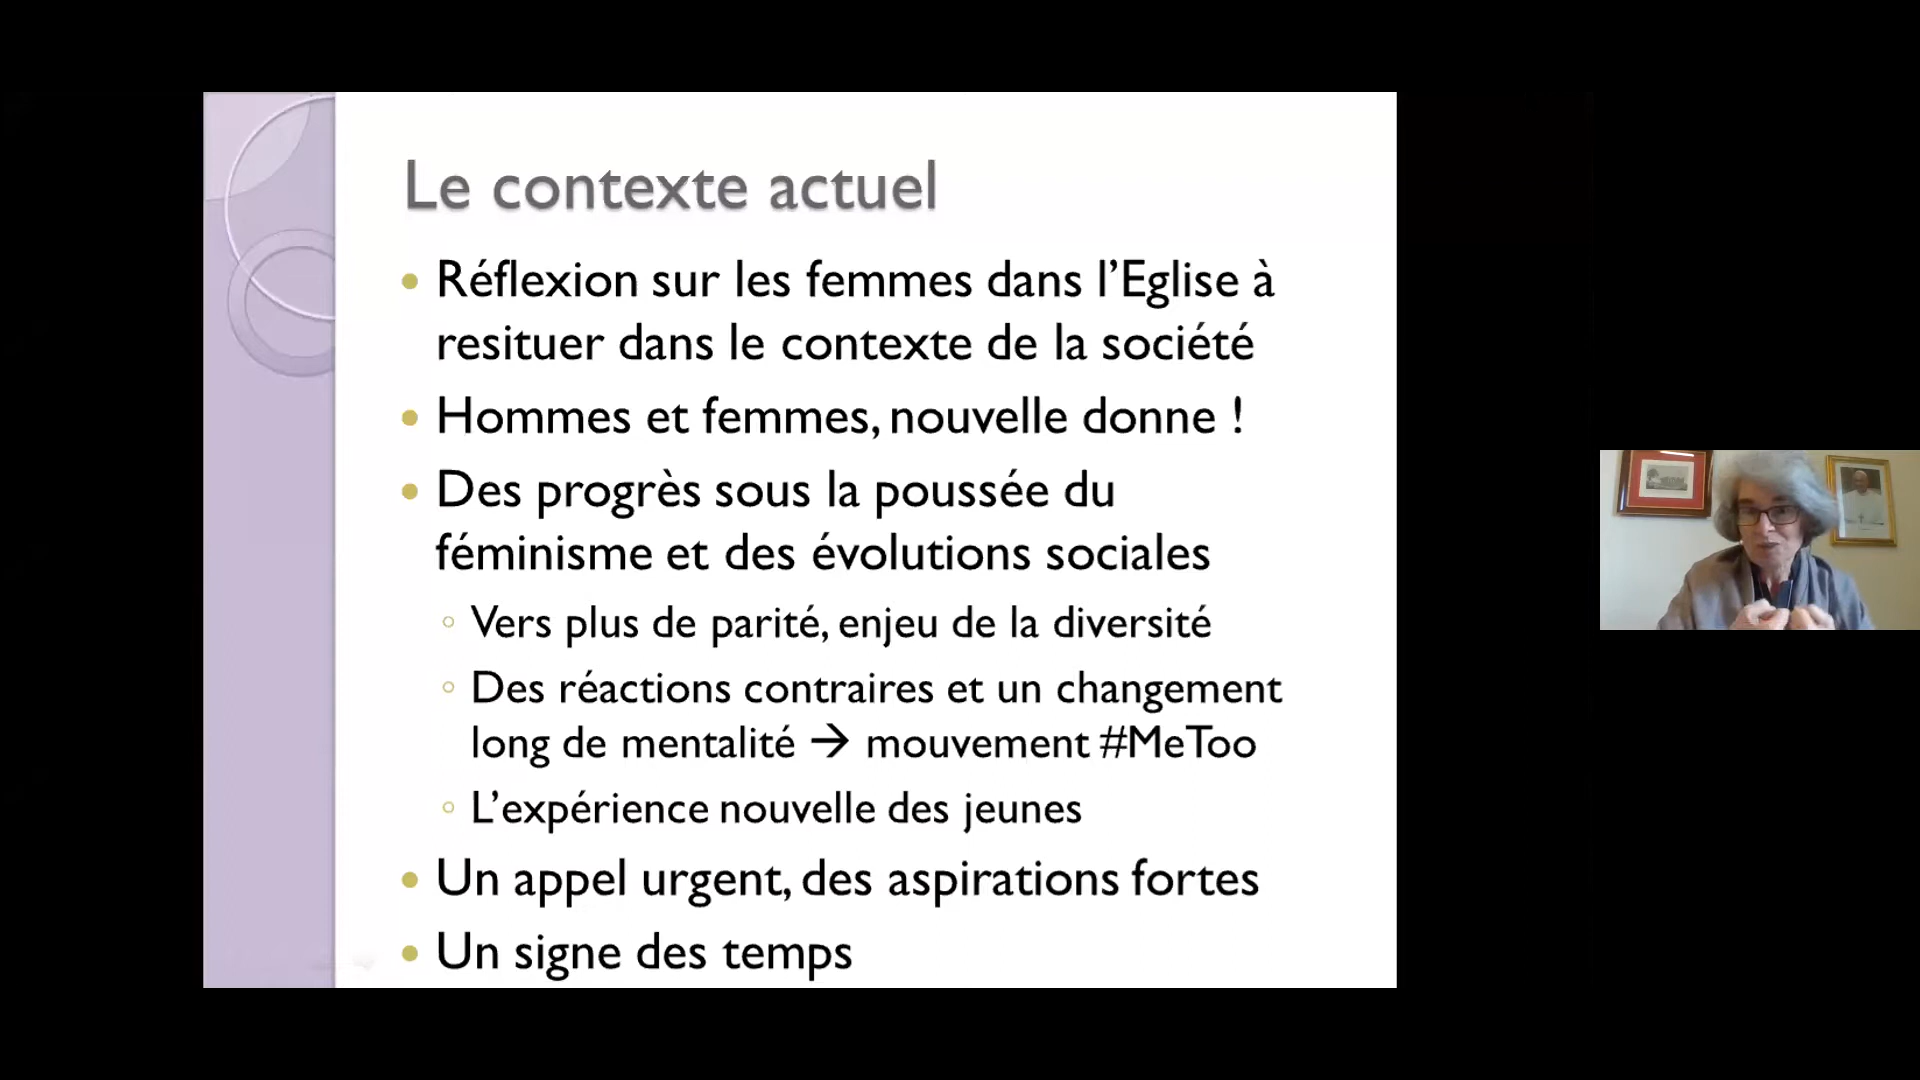 Le contexte actuel
• Réflexion sur les femmes dans l’Eglise à
resituer dans le contexte de la société
• Hommes et femmes, nouvelle donne !
• Des progrès sous la poussée du
féminisme et des évolutions sociales
◦ Vers plus de parité, enjeu de la diversité
◦ Des réactions contraires et un changement
long de mentalité → mouvement #MeToo
◦ L’expérience nouvelle des jeunes
• Un appel urgent, des aspirations fortes
• Un signe des temps